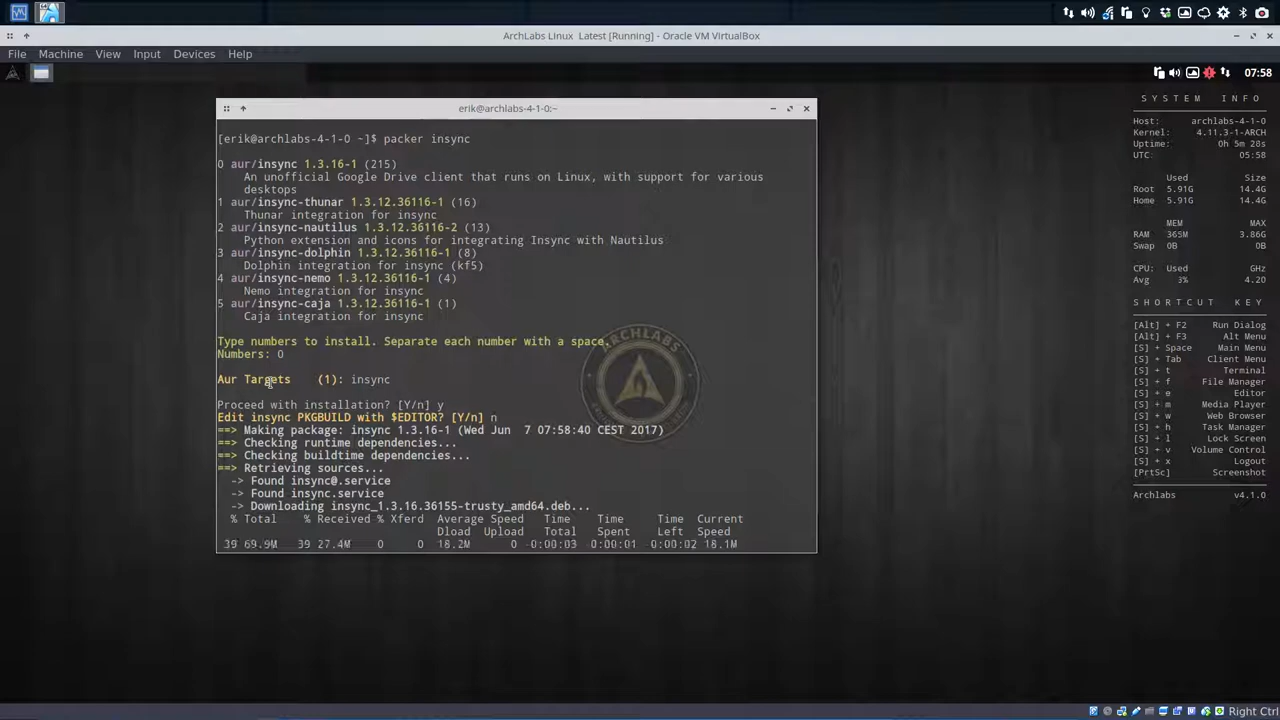 ArchLabs Linux Latest [Running] - Oracle VM VirtualBox
File Machine View Input Devices Help
07:58
erik@archlabs-4-1-0:~
[erik@archlabs-4-1-0 ~]$ packer insync
0 aur/insync 1.3.16-1 (215)
An unofficial Google Drive client that runs on Linux, with support for various
desktops
1 aur/insync-thunar 1.3.12.36116-1 (16)
Thunar integration for insync
2 aur/insync-nautilus 1.3.12.36116-2 (13)
Python extension and icons for integrating Insync with Nautilus
3 aur/insync-dolphin 1.3.12.36116-1 (8)
Dolphin integration for insync (kf5)
4 aur/insync-nemo 1.3.12.36116-1 (4)
Nemo integration for insync
5 aur/insync-caja 1.3.12.36116-1 (1)
Caja integration for insync
Type numbers to install. Separate each number with a space.
Numbers: 0
Aur Targets (1): insync
Proceed with installation? [Y/n] y
Edit insync PKGBUILD with $EDITOR? [Y/n] n
==> Making package: insync 1.3.16-1 (Wed Jun 7 07:58:40 CEST 2017)
==> Checking runtime dependencies...
==> Checking buildtime dependencies...
==> Retrieving sources...
-> Found insync@.service
-> Found insync.service
-> Downloading insync_1.3.16.36155-trusty_amd64.deb...
% Total % Received % Xferd Average Speed Time Time Time Current
Dload Upload Total Spent Left Speed
39 69.9M 39 27.4M 0 0 18.2M 0 0:00:03 0:00:01 0:00:02 18.1M
ARCHLABS
SYSTEM INFO
Host: archlabs-4-1-0
Kernel: 4.11.3-1-ARCH
Uptime: 0h 5m 28s
UTC: 05:58
Used Size
Root 5.91G 14.4G
Home 5.91G 14.4G
MEM MAX
RAM 365M 3.86G
Swap 0B 0B
CPU: Used GHz
Avg 3% 4.20
SHORTCUT KEY
[Alt] + F2 Run Dialog
[Alt] + F3 Alt Menu
[S] + Space Main Menu
[S] + Tab Client Menu
[S] + t Terminal
[S] + f File Manager
[S] + e Editor
[S] + m Media Player
[S] + w Web Browser
[S] + h Task Manager
[S] + l Lock Screen
[S] + v Volume Control
[S] + x Logout
[PrtSc] Screenshot
Archlabs v4.1.0
Right Ctrl